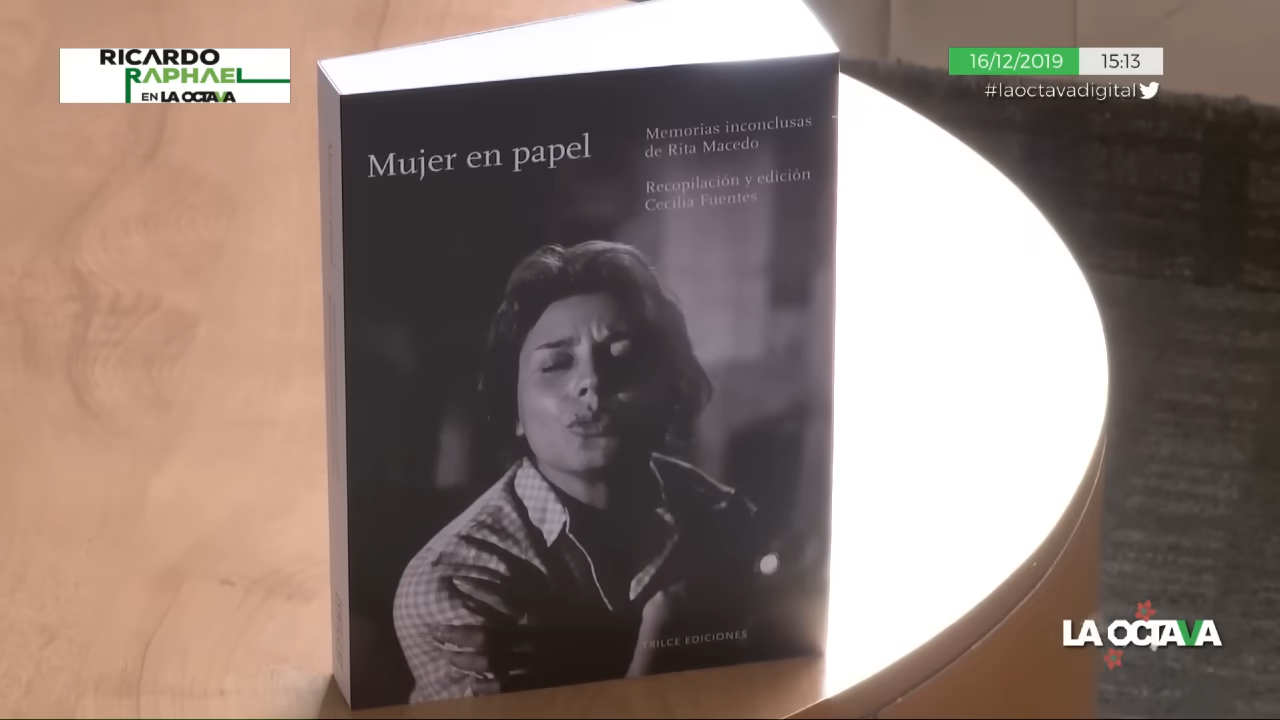 RICARDO
RAPHAEL
EN LA OCTAVA
16/12/2019 15:13
#laoctavadigital
Mujer en papel
Memorias inconclusas
de Rita Macedo
Recopilación y edición
Cecilia Fuentes
TRILCE EDICIONES
LA OCTAVA